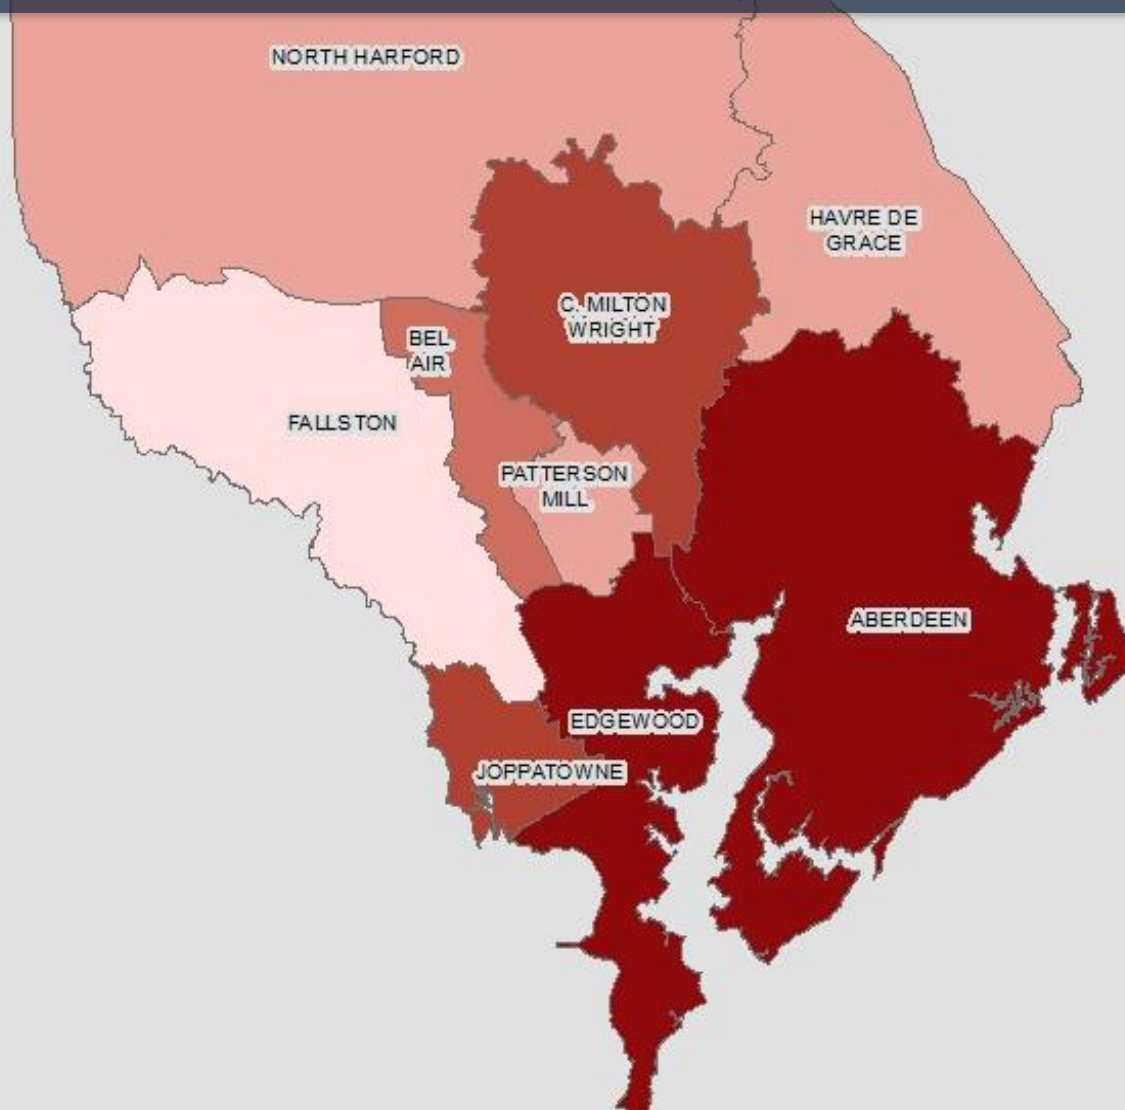 NORTH HARFORD
HAVRE DE
GRACE
C. MILTON
WRIGHT
BEL
AIR
FALLSTON
PATTERSON
MILL
ABERDEEN
EDGEWOOD
JOPPATOWNE